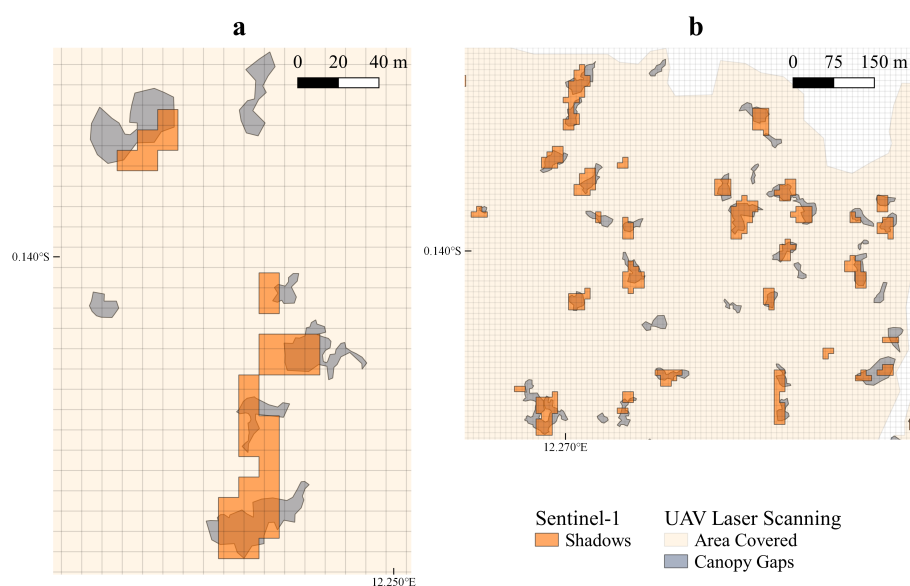 a
b
0 20 40 m
0 75 150 m
0.140°S
0.140°S
12.270°E
12.250°E
Sentinel-1
Shadows
UAV Laser Scanning
Area Covered
Canopy Gaps